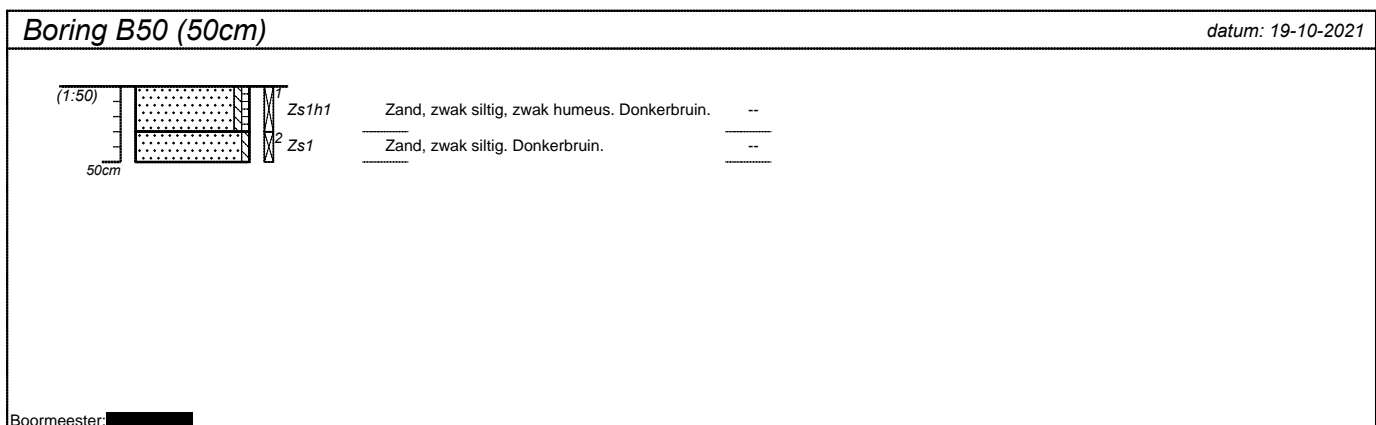 Boring B50 (50cm) datum: 19-10-2021
(1:50)
1
Zs1h1 Zand, zwak siltig, zwak humeus. Donkerbruin. --
2
Zs1 Zand, zwak siltig. Donkerbruin. --
50cm
Boormeester: